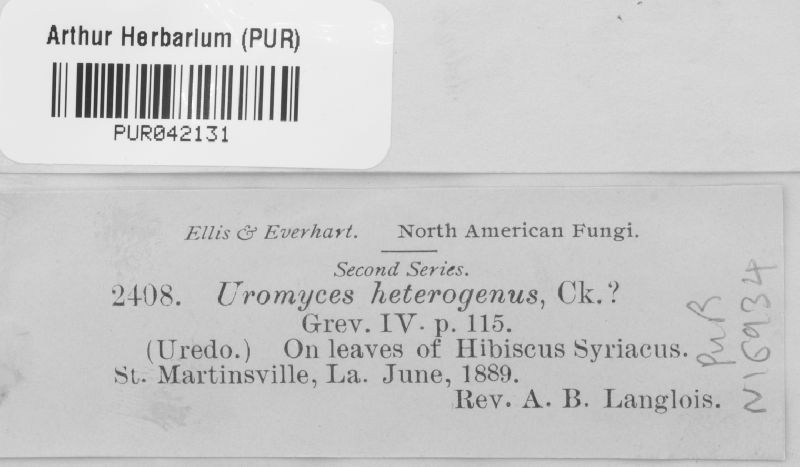 Arthur Herbarium (PUR)
PUR042131
Ellis & Everhart. North American Fungi.
Second Series.
2408. Uromyces heterogenus, Ck.?
Grev. IV. p. 115.
(Uredo.) On leaves of Hibiscus Syriacus.
St. Martinsville, La. June, 1889.
Rev. A. B. Langlois.
PUR
N16934